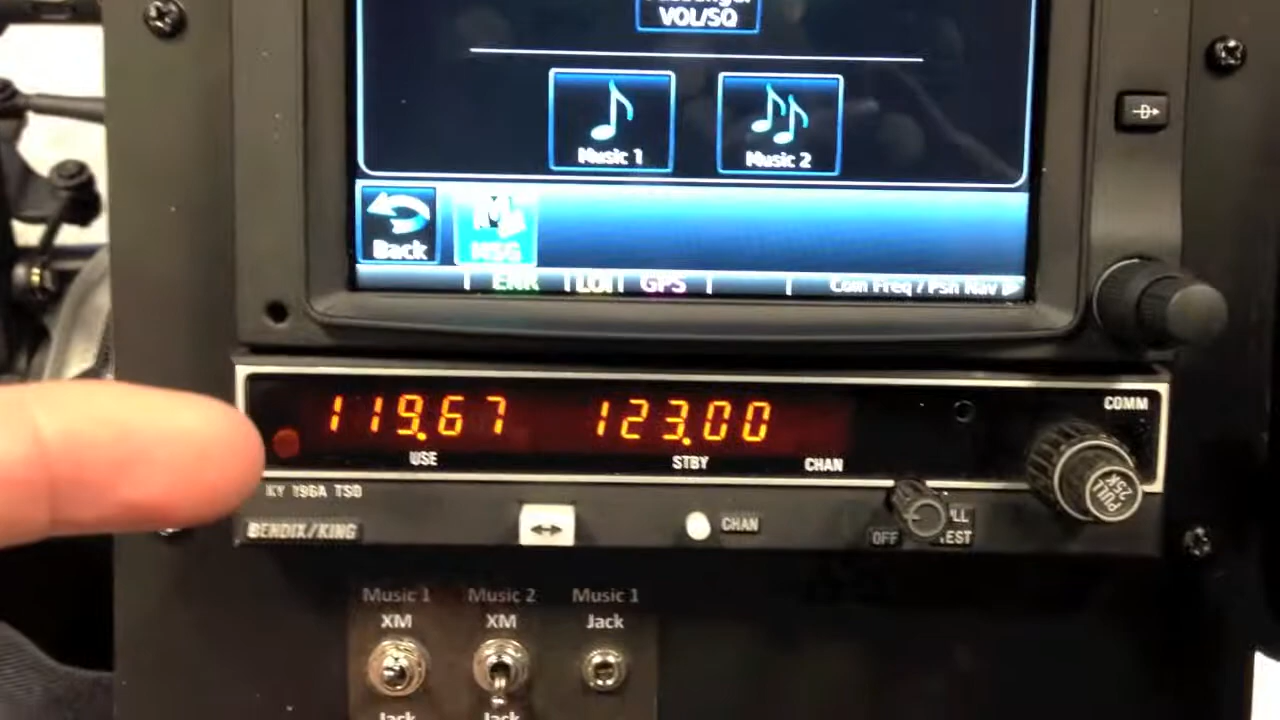 VOL/SQ
Music 1 Music 2
Back MSG
ENR LOI GPS Com Freq / Psn Nav
119.67 123.00 COMM
USE STBY CHAN
PULL 25K
KY 196A TSO
BENDIX/KING CHAN OFF
Music 1 Music 2 Music 1
XM XM Jack
Jack Jack